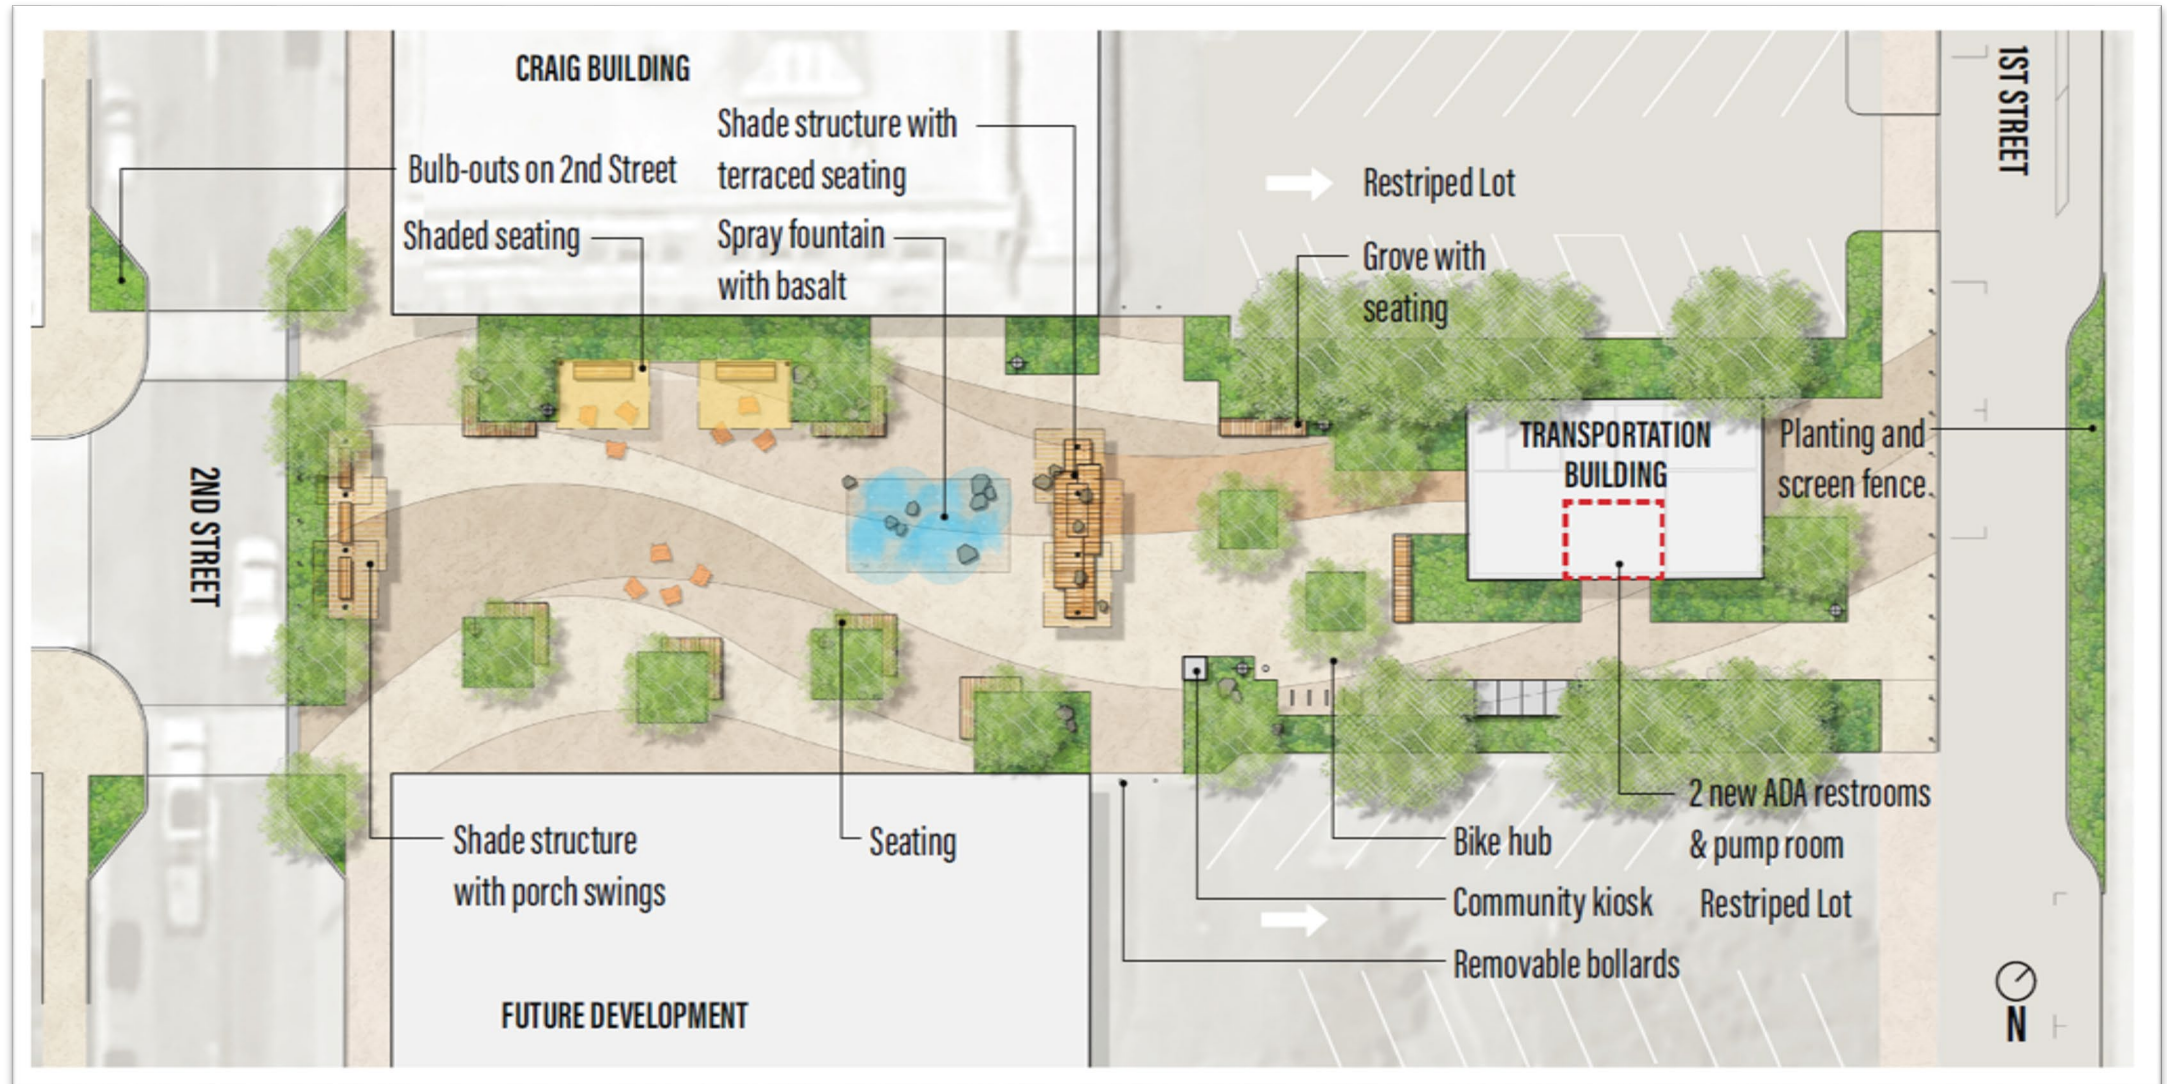 CRAIG BUILDING
Shade structure with
terraced seating
Bulb-outs on 2nd Street
Shaded seating
Spray fountain
with basalt
Restriped Lot
Grove with
seating
1ST STREET
2ND STREET
TRANSPORTATION
BUILDING
Planting and
screen fence
Shade structure
with porch swings
Seating
2 new ADA restrooms
& pump room
Bike hub
Community kiosk
Restriped Lot
Removable bollards
FUTURE DEVELOPMENT
N